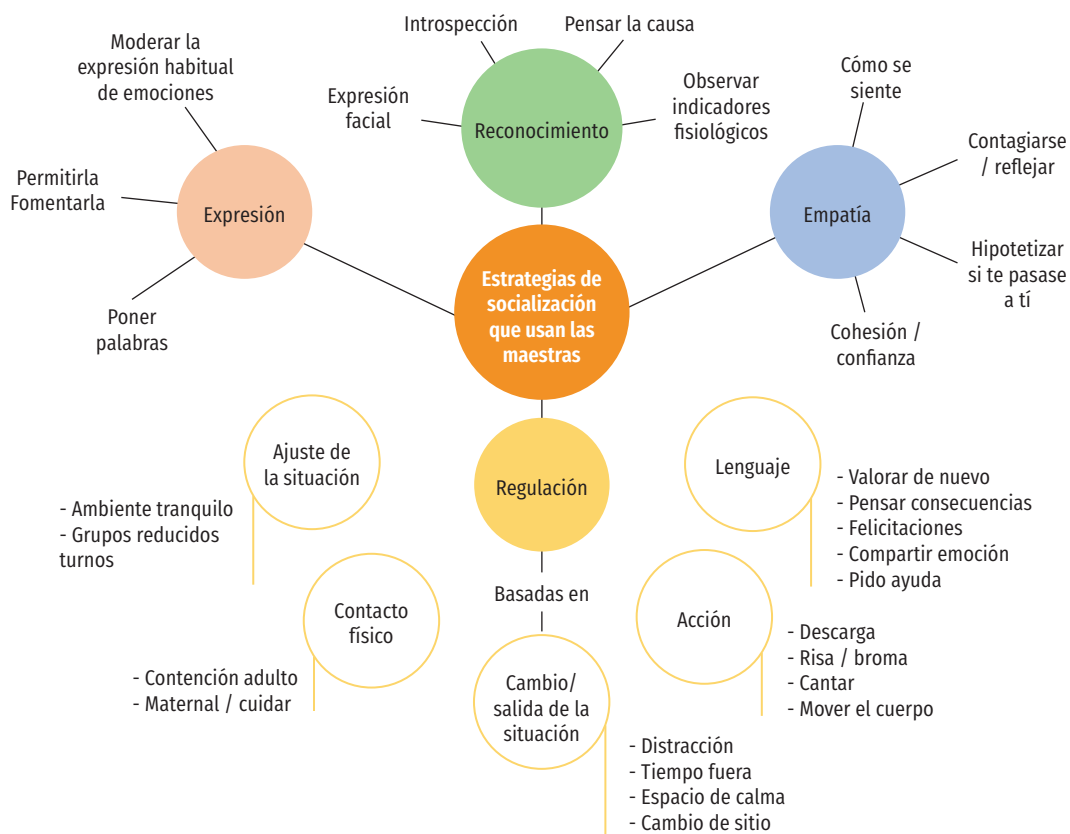 Introspección
Pensar la causa
Expresión
facial
Observar
indicadores
fisiológicos
Reconocimiento
Moderar la
expresión habitual
de emociones
Permitirla
Fomentarla
Poner
palabras
Expresión
Cómo se
siente
Contagiarse
/ reflejar
Hipotetizar
si te pasase
a tí
Cohesión /
confianza
Empatía
Estrategias de
socialización
que usan las
maestras
Regulación
Basadas en
Ajuste de
la situación
- Ambiente tranquilo
- Grupos reducidos
turnos
Contacto
físico
- Contención adulto
- Maternal / cuidar
Cambio/
salida de la
situación
- Distracción
- Tiempo fuera
- Espacio de calma
- Cambio de sitio
Acción
- Descarga
- Risa / broma
- Cantar
- Mover el cuerpo
Lenguaje
- Valorar de nuevo
- Pensar consecuencias
- Felicitaciones
- Compartir emoción
- Pido ayuda